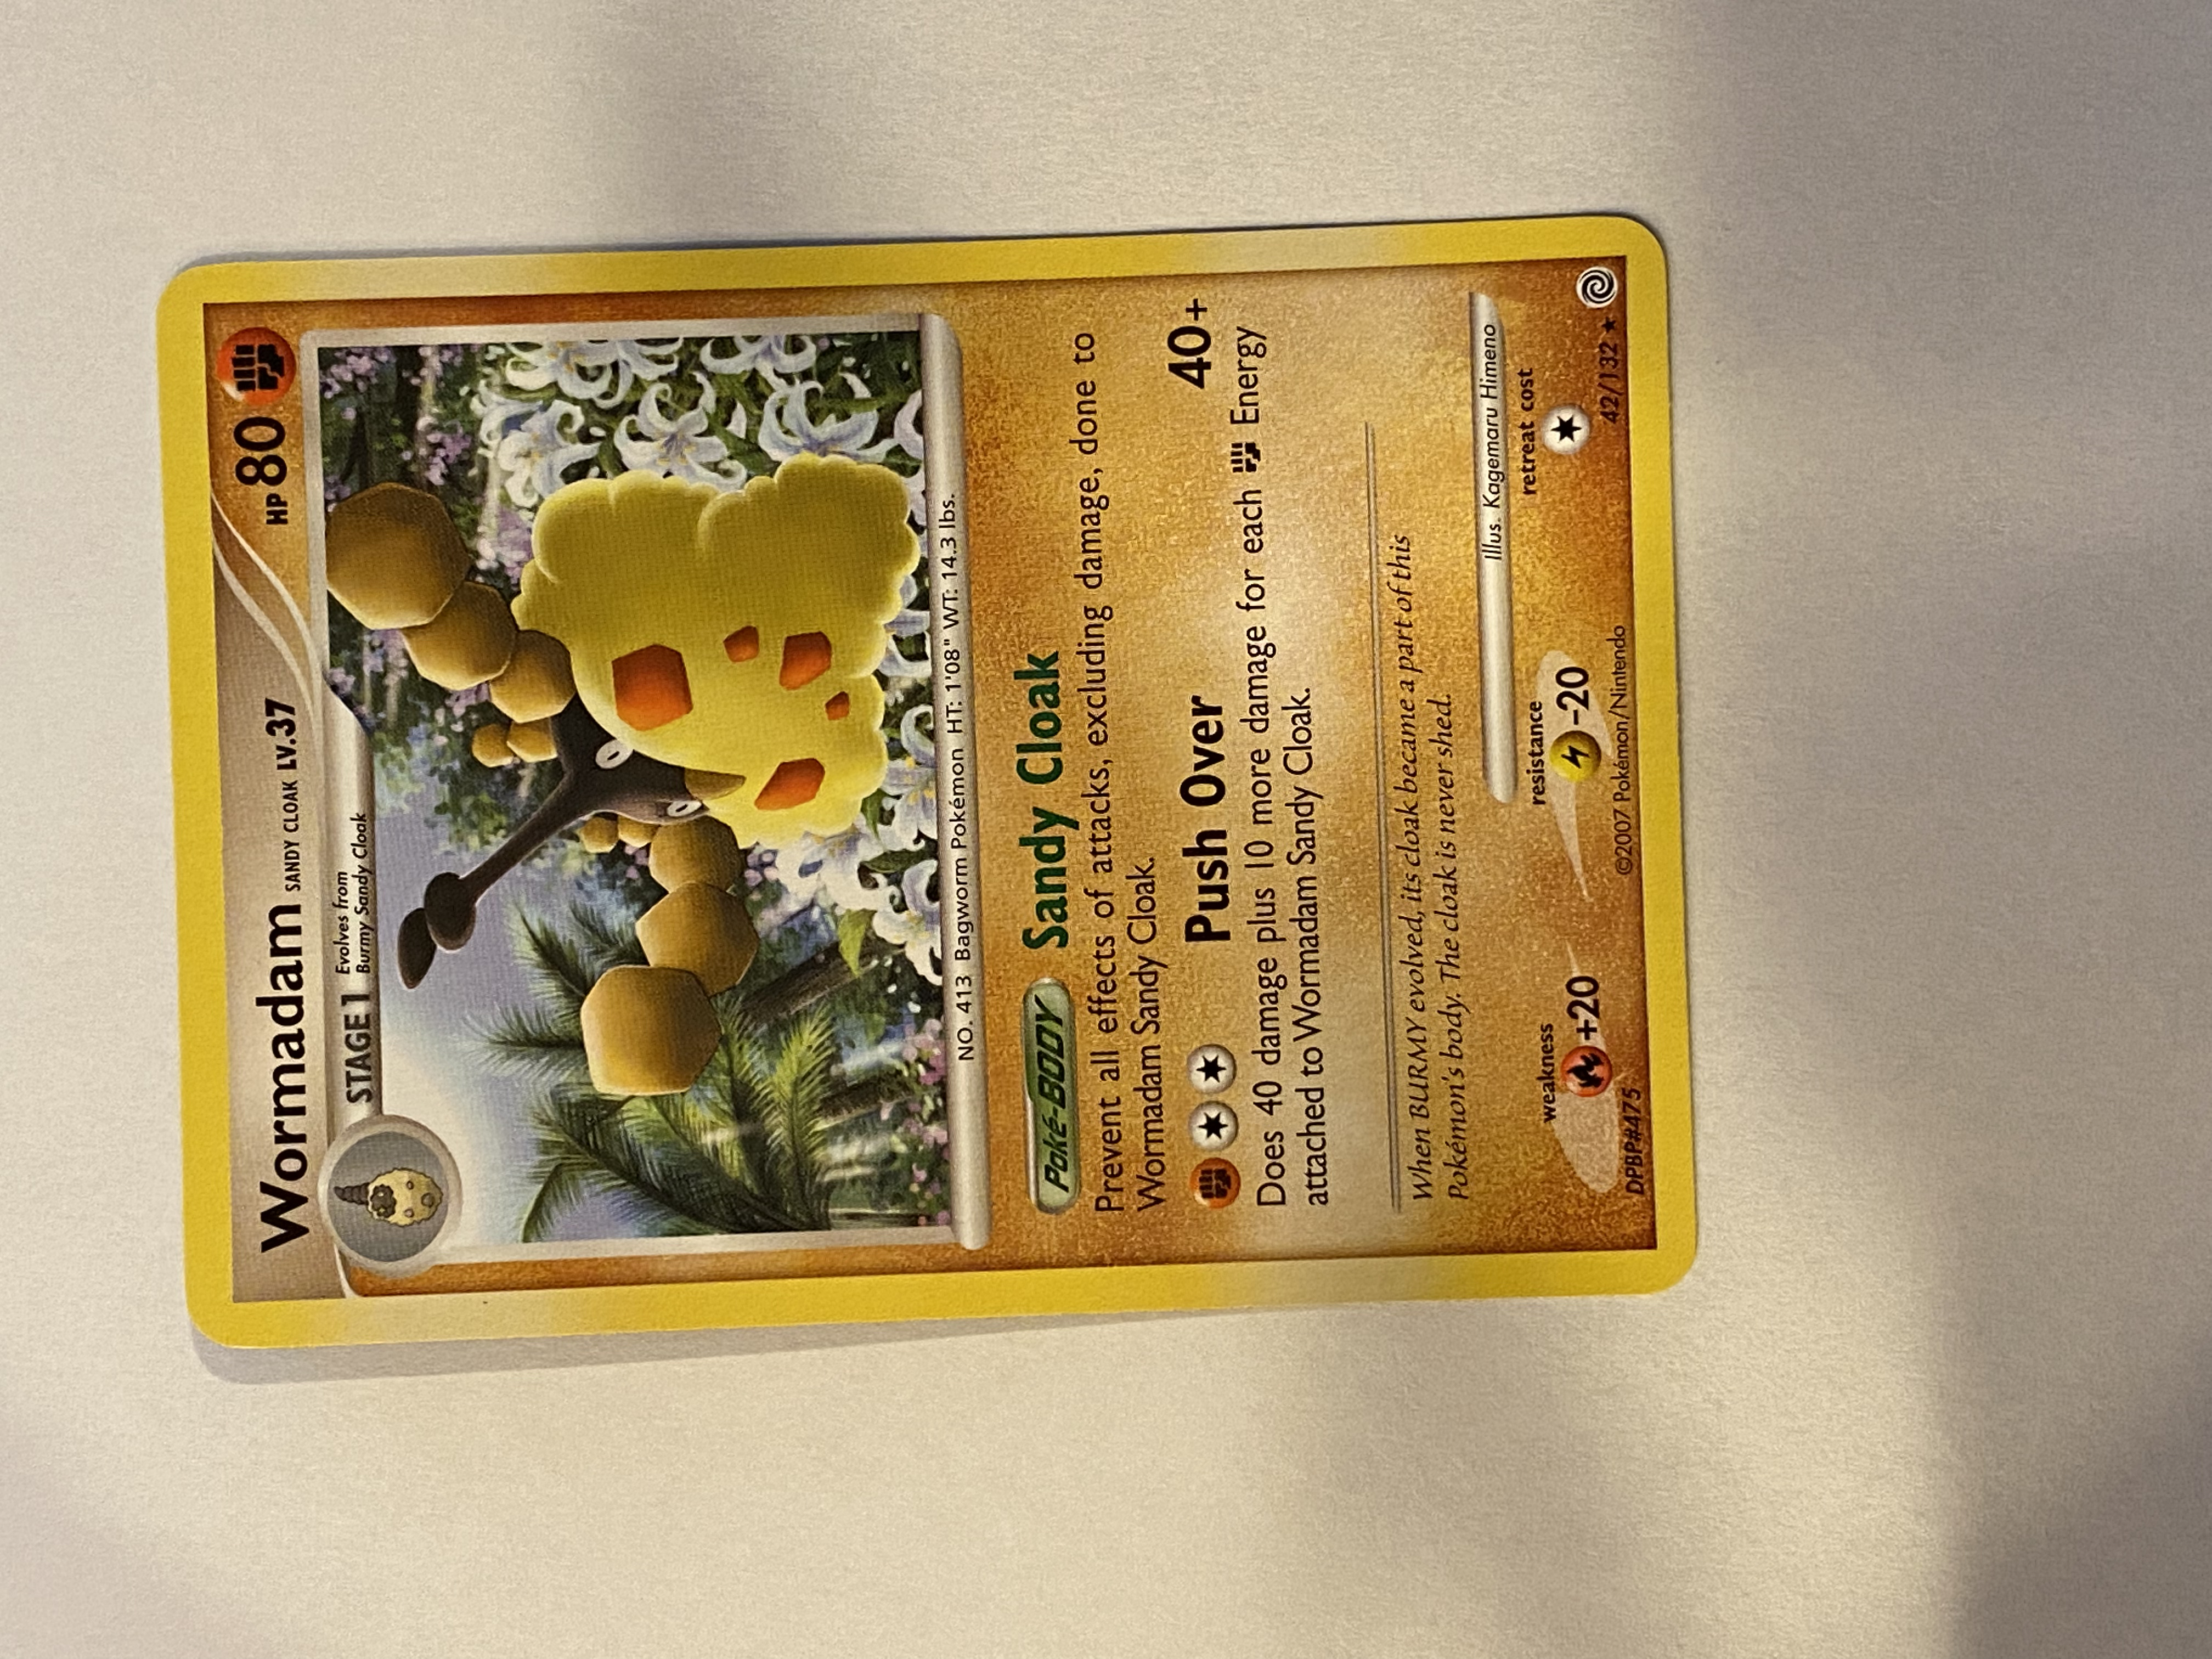 Wormadam SANDY CLOAK LV.37 HP 80
STAGE 1 Evolves from
Burmy Sandy Cloak
NO. 413 Bagworm Pokémon HT: 1'08" WT: 14.3 lbs.
Poké-BODY Sandy Cloak
Prevent all effects of attacks, excluding damage, done to
Wormadam Sandy Cloak.
Push Over 40+
Does 40 damage plus 10 more damage for each Energy
attached to Wormadam Sandy Cloak.
When BURMY evolved, its cloak became a part of this
Pokémon's body. The cloak is never shed.
Illus. Kagemaru Himeno
weakness resistance retreat cost
+20 -20
DPBP#475 ©2007 Pokémon/Nintendo 42/132 ★